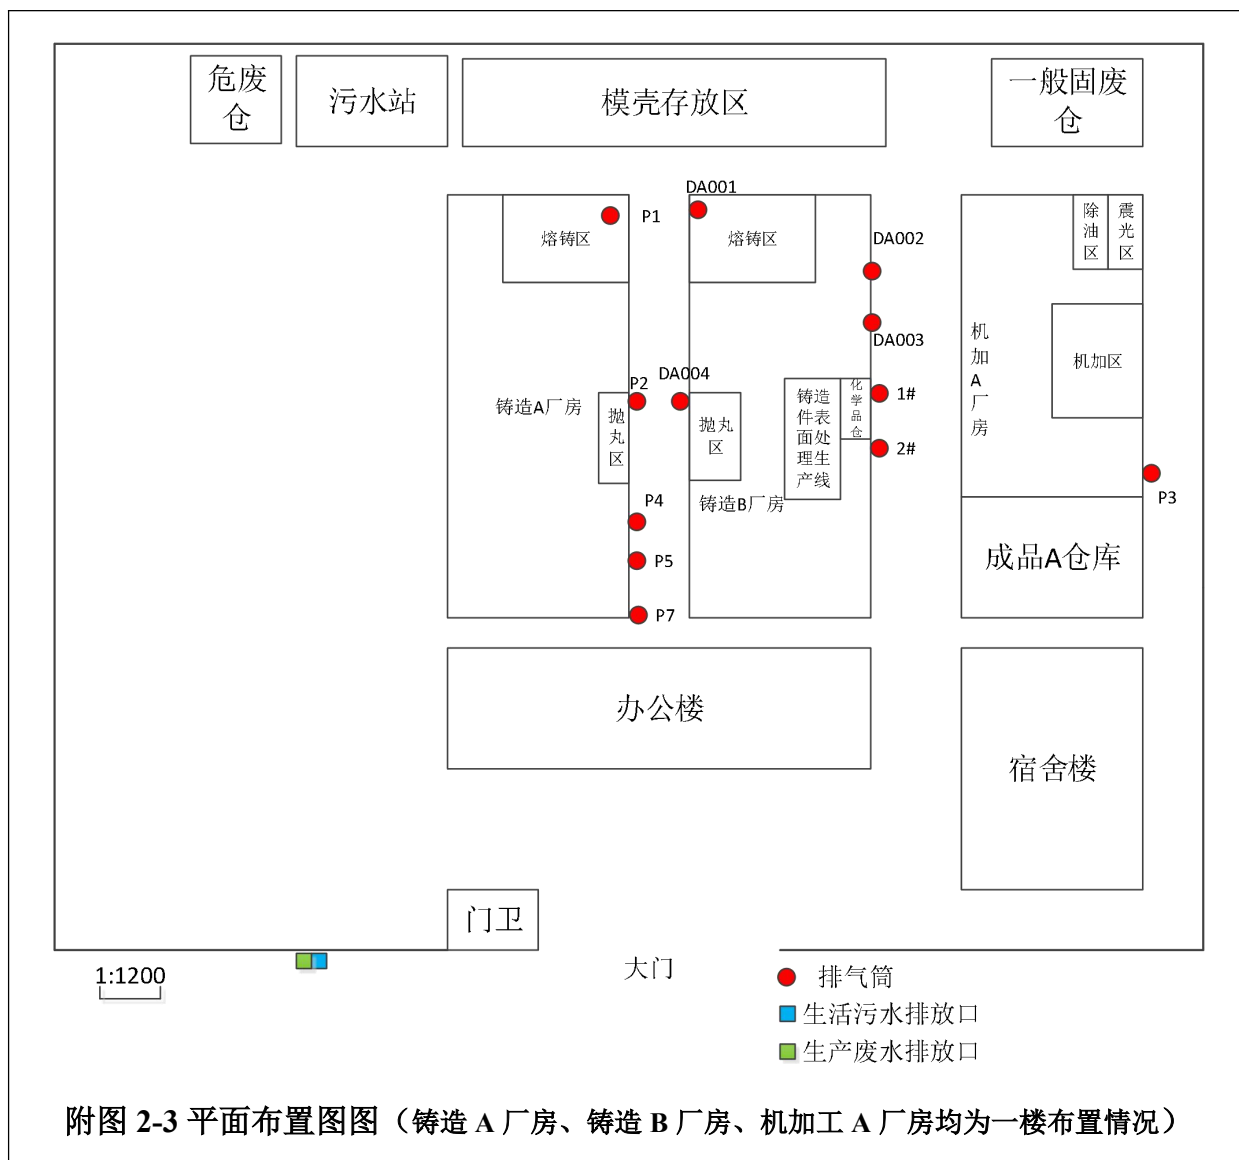 危废
仓
污水站
模壳存放区
一般固废
仓
DA001
P1
熔铸区
熔铸区
DA002
DA003
除
油
区
震
光
区
机
加
A
厂
房
机加区
P2
DA004
铸造A厂房
抛
丸
区
抛丸
区
铸造
件表
面处
理生
产线
化
学
品
仓
1#
2#
铸造B厂房
P4
P5
P7
P3
成品A仓库
办公楼
宿舍楼
门卫
大门
1:1200
排气筒
生活污水排放口
生产废水排放口
附图 2-3 平面布置图图（铸造 A 厂房、铸造 B 厂房、机加工 A 厂房均为一楼布置情况）